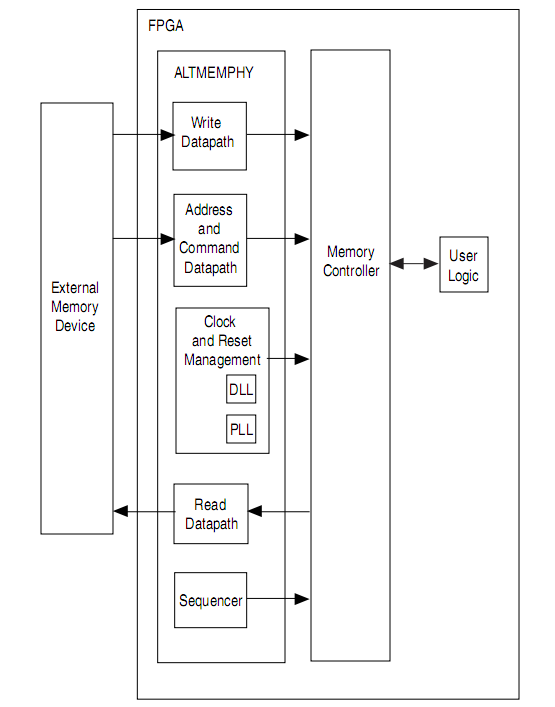 FPGA
ALTMEMPHY
Write
Datapath
Address
and
Command
Datapath
Memory
Controller
User
Logic
External
Memory
Device
Clock
and Reset
Management
DLL
PLL
Read
Datapath
Sequencer